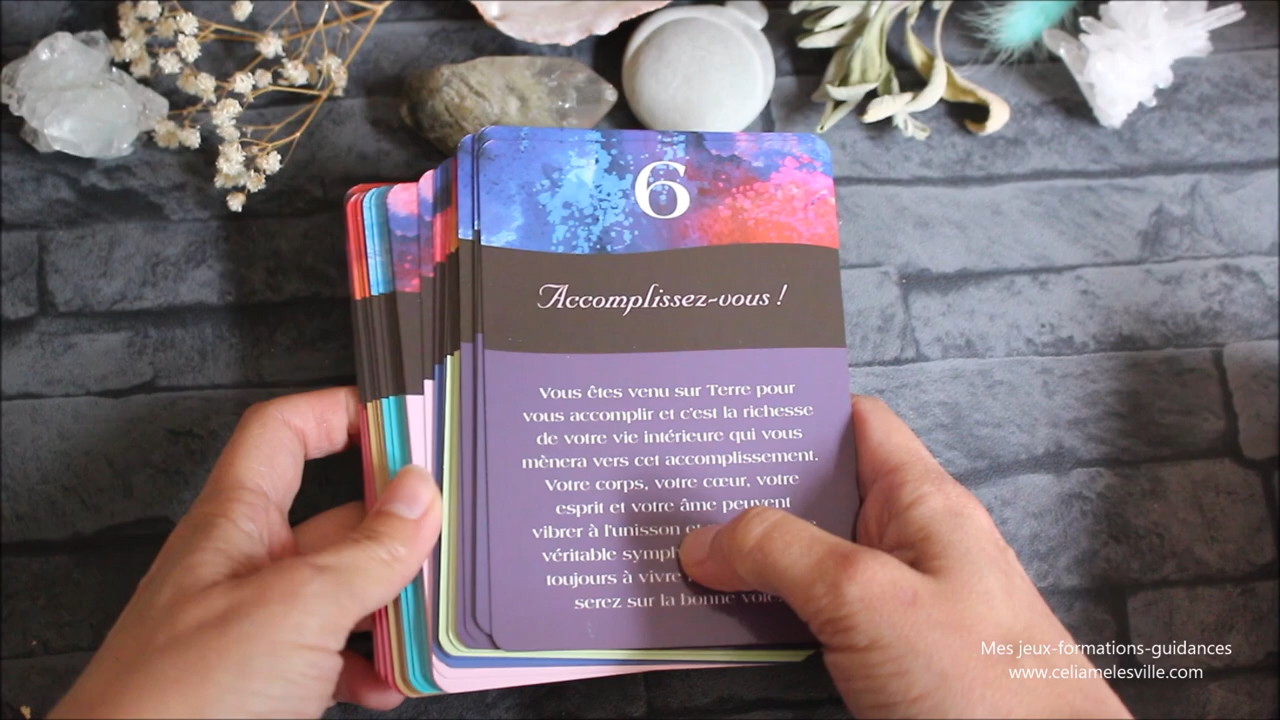 6
Accomplissez-vous !
Vous êtes venu sur Terre pour
vous accomplir et c'est la richesse
de votre vie intérieure qui vous
mènera vers cet accomplissement.
Votre corps, votre cœur, votre
esprit et votre âme peuvent
vibrer à l'unisson
véritable
toujours à vivre
serez sur la bonne
Mes jeux-formations-guidances
www.celiamelesville.com